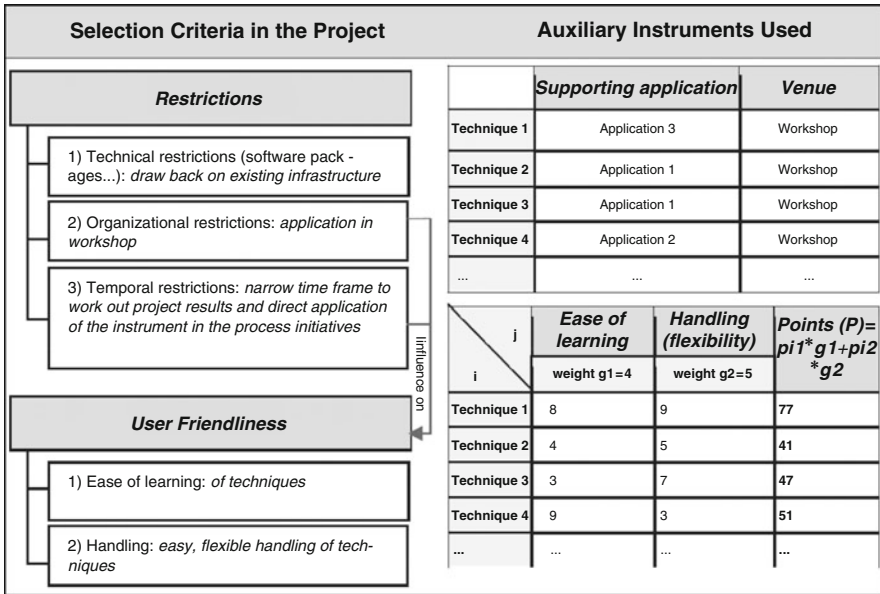 Selection Criteria in the Project
Auxiliary Instruments Used
Restrictions
1) Technical restrictions (software pack -
ages...): draw back on existing infrastructure
2) Organizational restrictions: application in
workshop
3) Temporal restrictions: narrow time frame to
work out project results and direct application
of the instrument in the process initiatives
Iinfluence on
User Friendliness
1) Ease of learning: of techniques
2) Handling: easy, flexible handling of tech-
niques
Supporting application Venue
Technique 1 Application 3 Workshop
Technique 2 Application 1 Workshop
Technique 3 Application 1 Workshop
Technique 4 Application 2 Workshop
... ... ...
j
i
Ease of
learning
weight g1=4
Handling
(flexibility)
weight g2=5
Points (P)=
pi1*g1+pi2
*g2
Technique 1 8 9 77
Technique 2 4 5 41
Technique 3 3 7 47
Technique 4 9 3 51
... ... ... ...